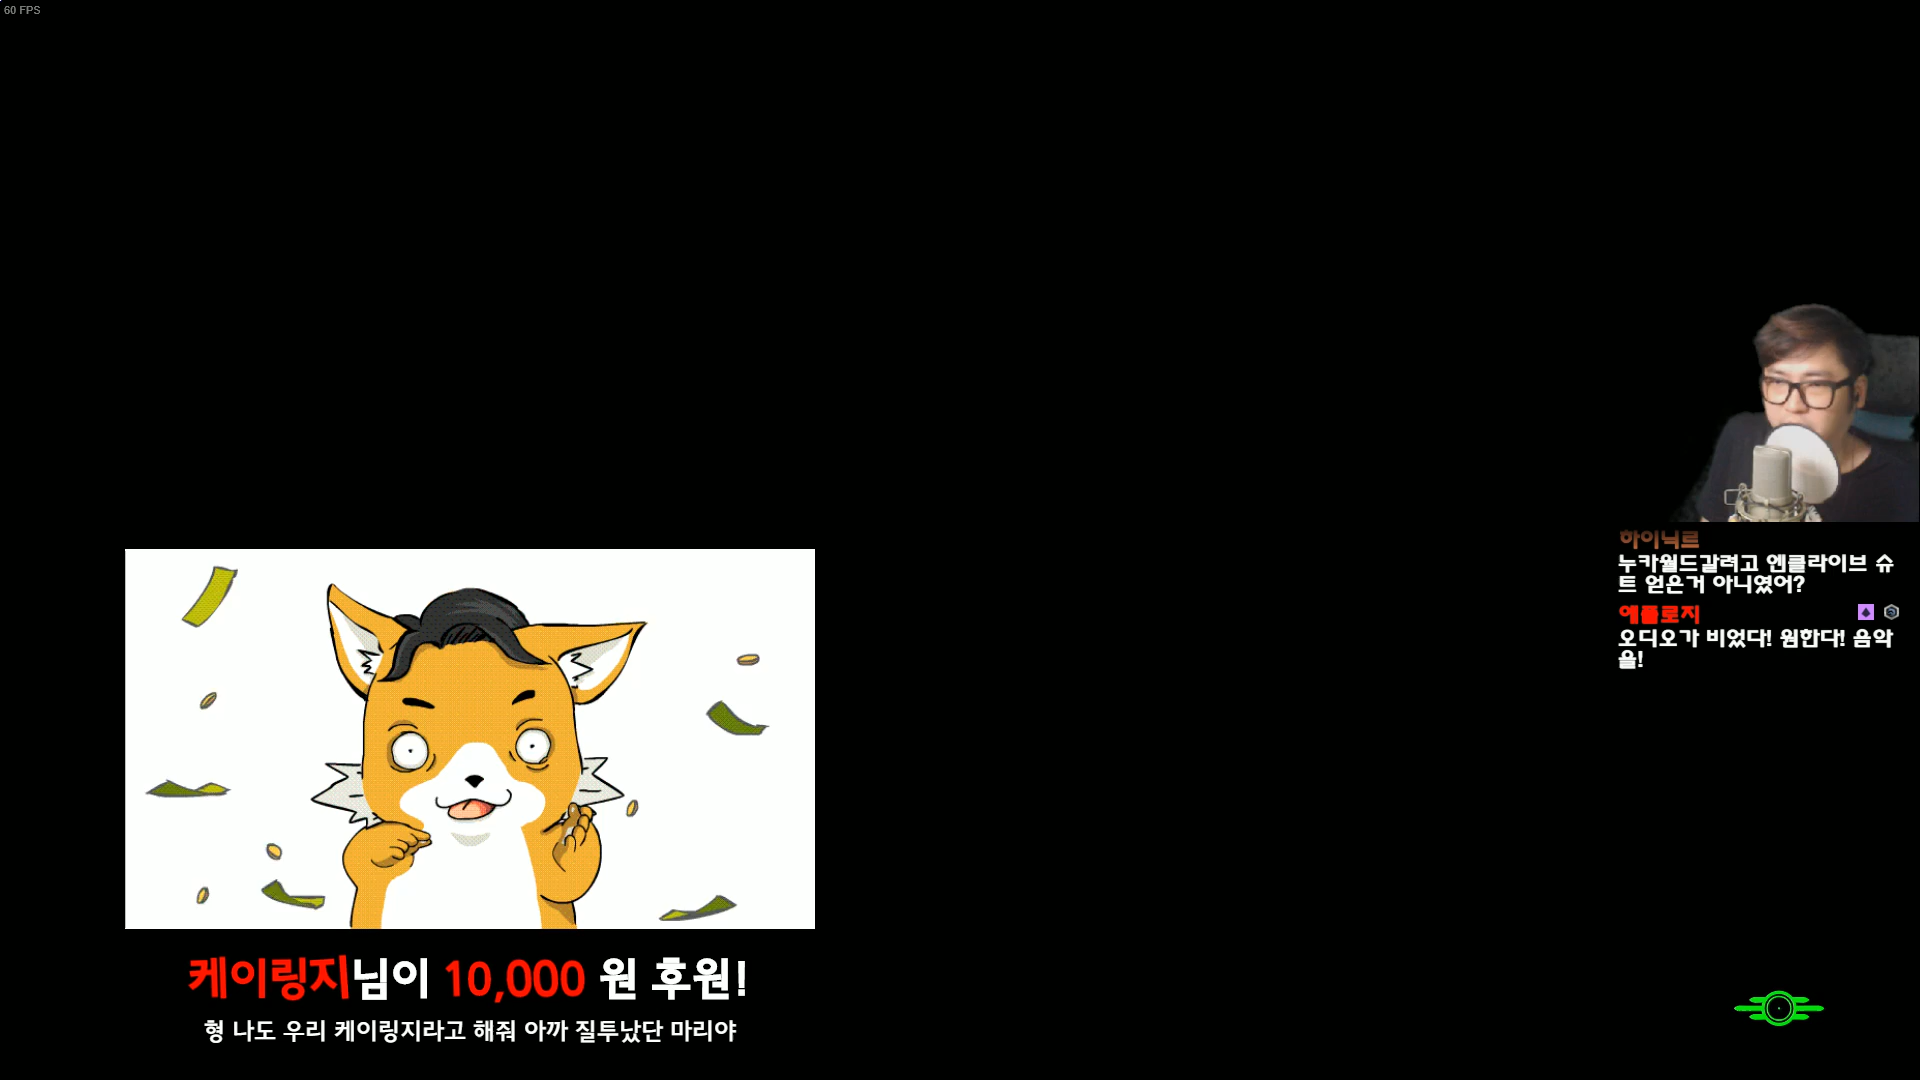 60 FPS
하이닉르
누카월드갈려고 엔클라이브 슈
트 얻은거 아니였어?
애플로지
오디오가 비었다! 원한다! 음악
을!
케이링지님이 10,000 원 후원!
형 나도 우리 케이링지라고 해줘 아까 질투났단 마리야